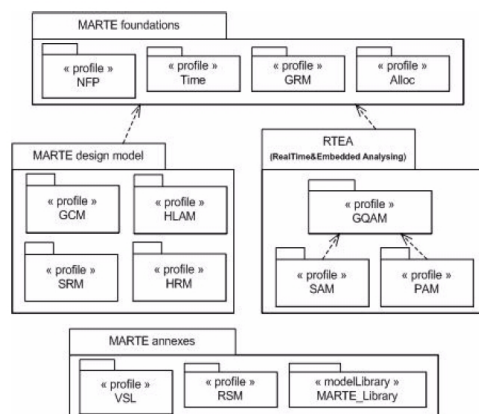 MARTE foundations
« profile »
NFP
« profile »
Time
« profile »
GRM
« profile »
Alloc
MARTE design model
« profile »
GCM
« profile »
HLAM
« profile »
SRM
« profile »
HRM
RTEA
(RealTime&Embedded Analysing)
« profile »
GQAM
« profile »
SAM
« profile »
PAM
MARTE annexes
« profile »
VSL
« profile »
RSM
« modelLibrary »
MARTE_Library